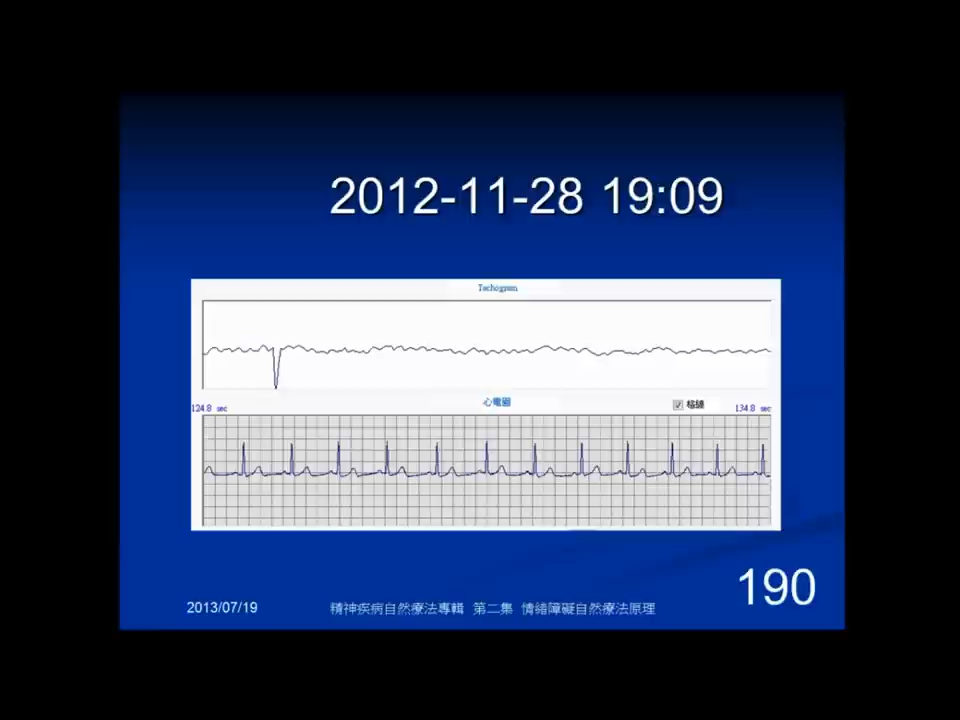 2012-11-28 19:09
Tachogram
心電圖
格線
124.8 sec
134.8 sec
190
2013/07/19
精神疾病自然療法專輯 第二集 情緒障礙自然療法原理